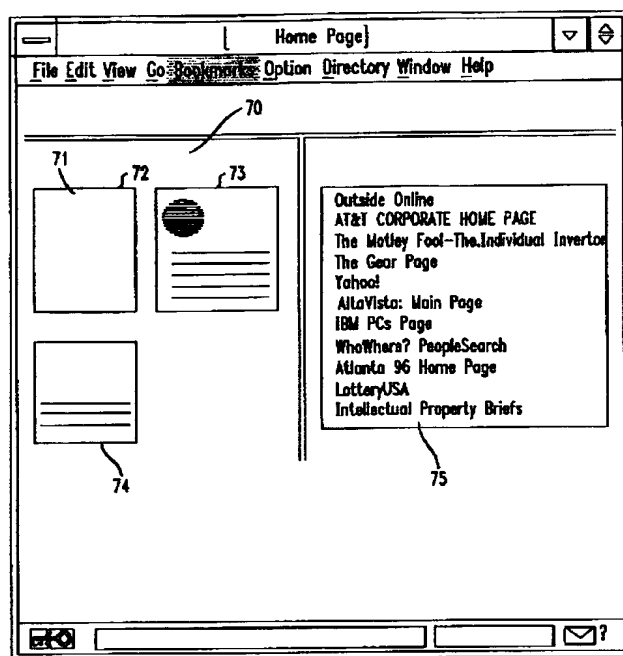 [ Home Page]
File Edit View Go Bookmarks Option Directory Window Help
70
71 72 73
Outside Online
AT&T CORPORATE HOME PAGE
The Motley Fool-The.Individual Invertor
The Gear Page
Yahoo!
AltaVista: Main Page
IBM PCs Page
WhoWhere? PeopleSearch
Atlanta 96 Home Page
LotteryUSA
Intellectual Property Briefs
74 75
?